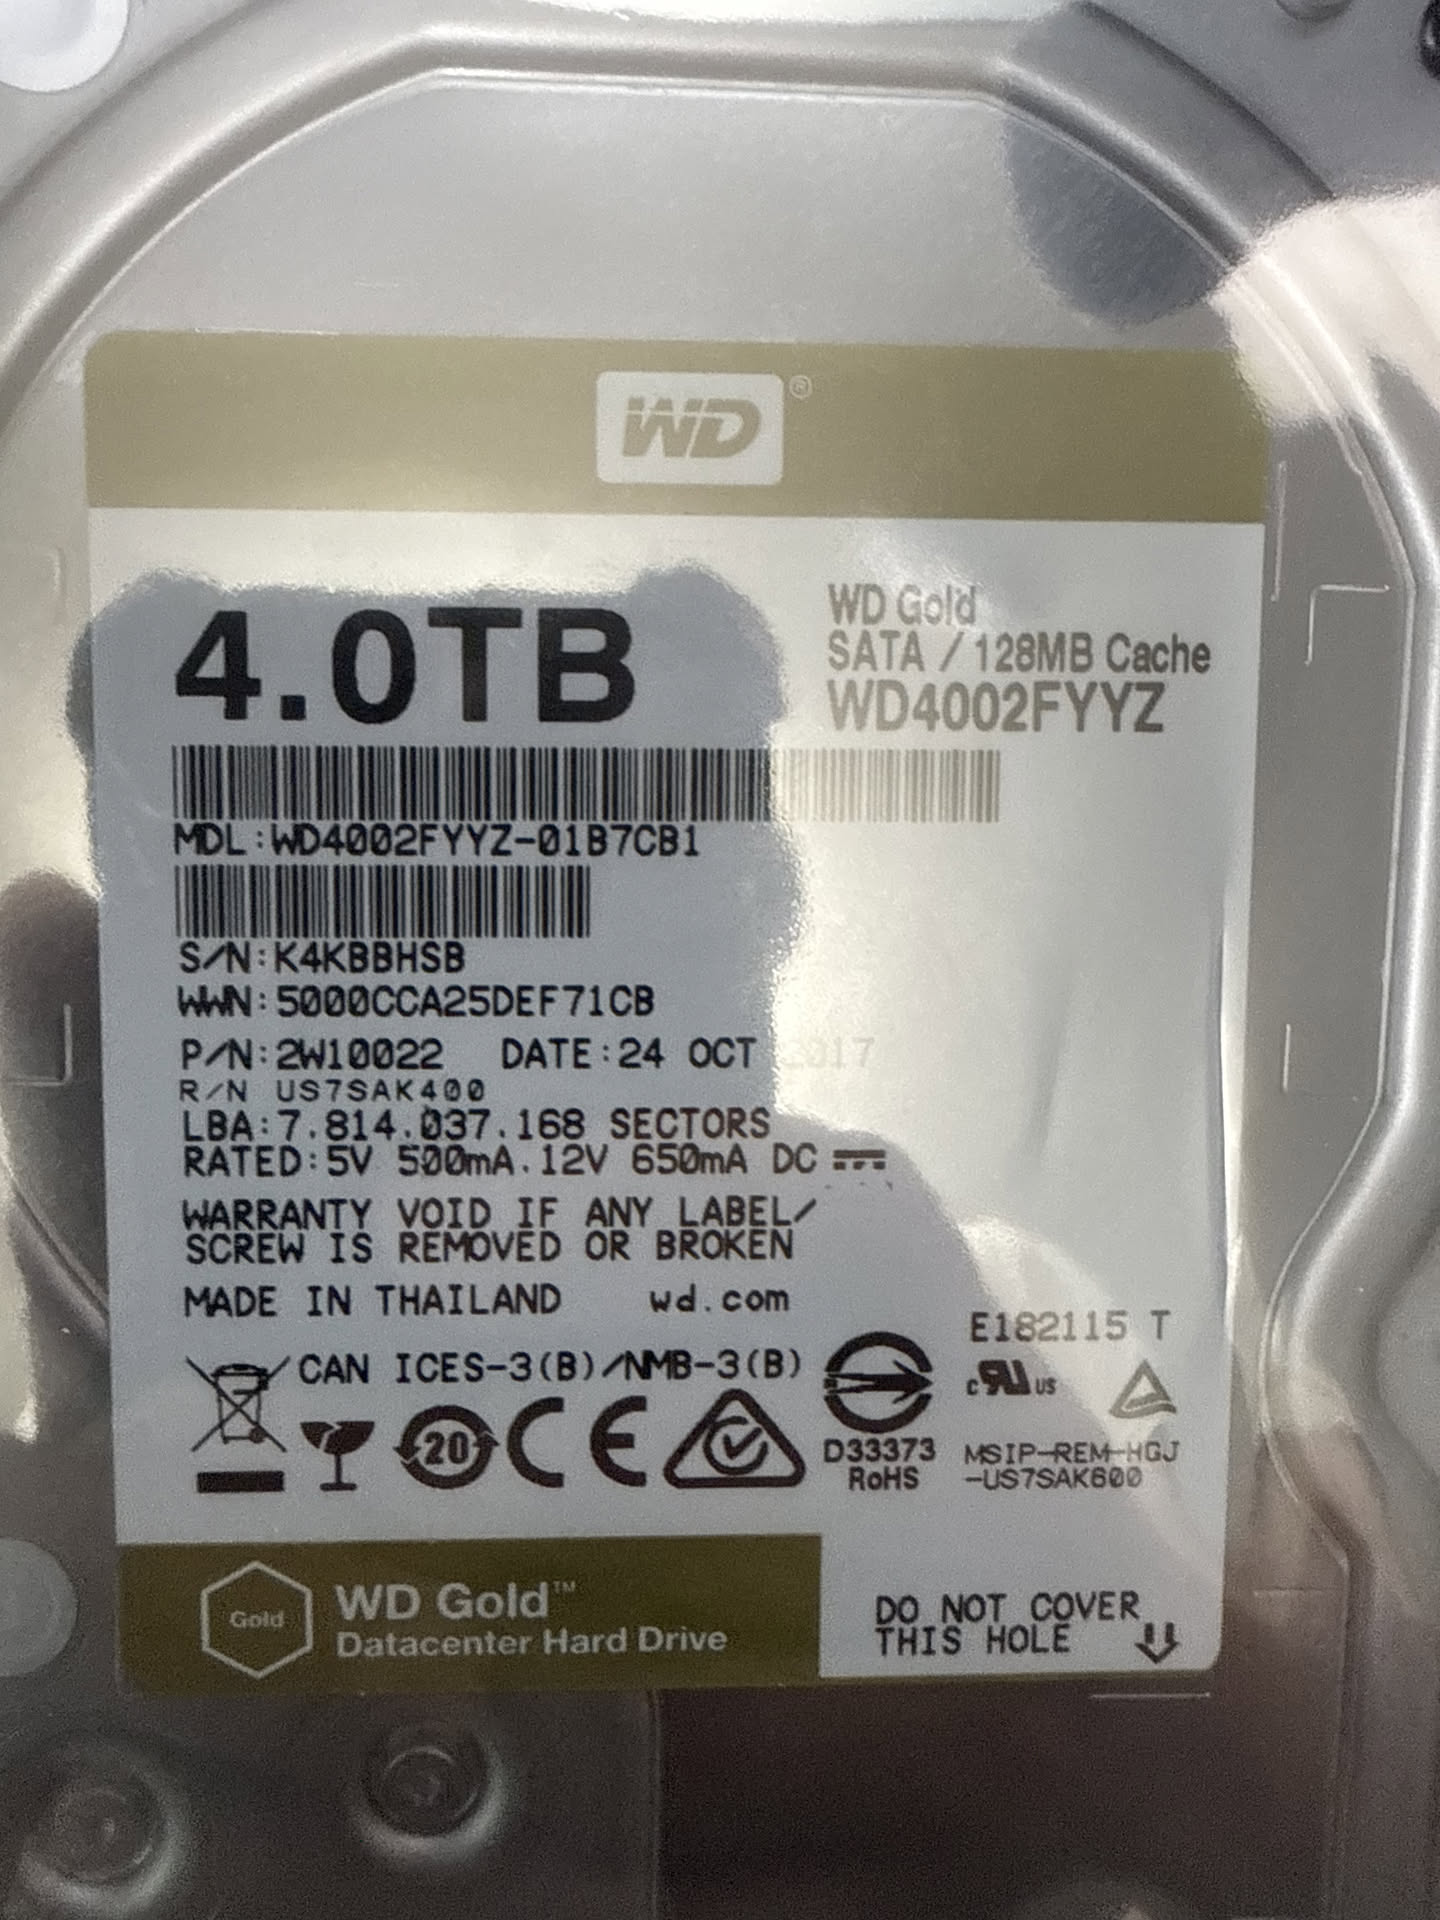 WD®
4.0TB
WD Gold
SATA / 128MB Cache
WD4002FYYZ
MDL:WD4002FYYZ-01B7CB1
S/N:K4KBBHSB
WWN:5000CCA25DEF71CB
P/N:2W10022 DATE:24 OCT 2017
R/N US7SAK400
LBA:7.814.037.168 SECTORS
RATED:5V 500mA.12V 650mA DC
WARRANTY VOID IF ANY LABEL/
SCREW IS REMOVED OR BROKEN
MADE IN THAILAND wd.com
CAN ICES-3(B)/NMB-3(B)
20
CE
D33373
RoHS
E182115 T
c RU US
MSIP-REM-HGJ
-US7SAK600
Gold
WD Gold™
Datacenter Hard Drive
DO NOT COVER
THIS HOLE